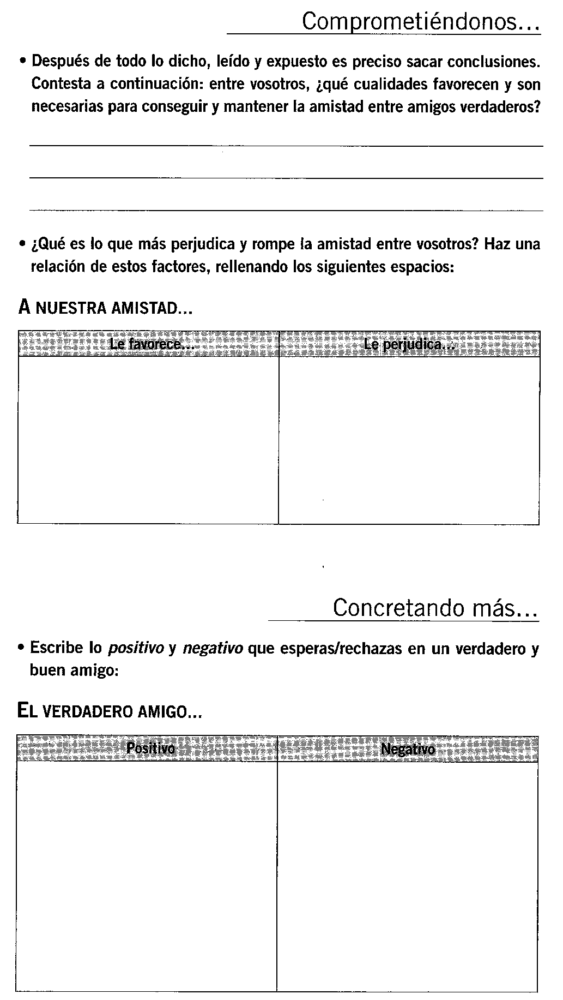 Comprometiéndonos...
• Después de todo lo dicho, leído y expuesto es preciso sacar conclusiones.
Contesta a continuación: entre vosotros, ¿qué cualidades favorecen y son
necesarias para conseguir y mantener la amistad entre amigos verdaderos?
• ¿Qué es lo que más perjudica y rompe la amistad entre vosotros? Haz una
relación de estos factores, rellenando los siguientes espacios:
A NUESTRA AMISTAD...
Le favorece...
Le perjudica...
Concretando más...
• Escribe lo positivo y negativo que esperas/rechazas en un verdadero y
buen amigo:
EL VERDADERO AMIGO...
Positivo
Negativo